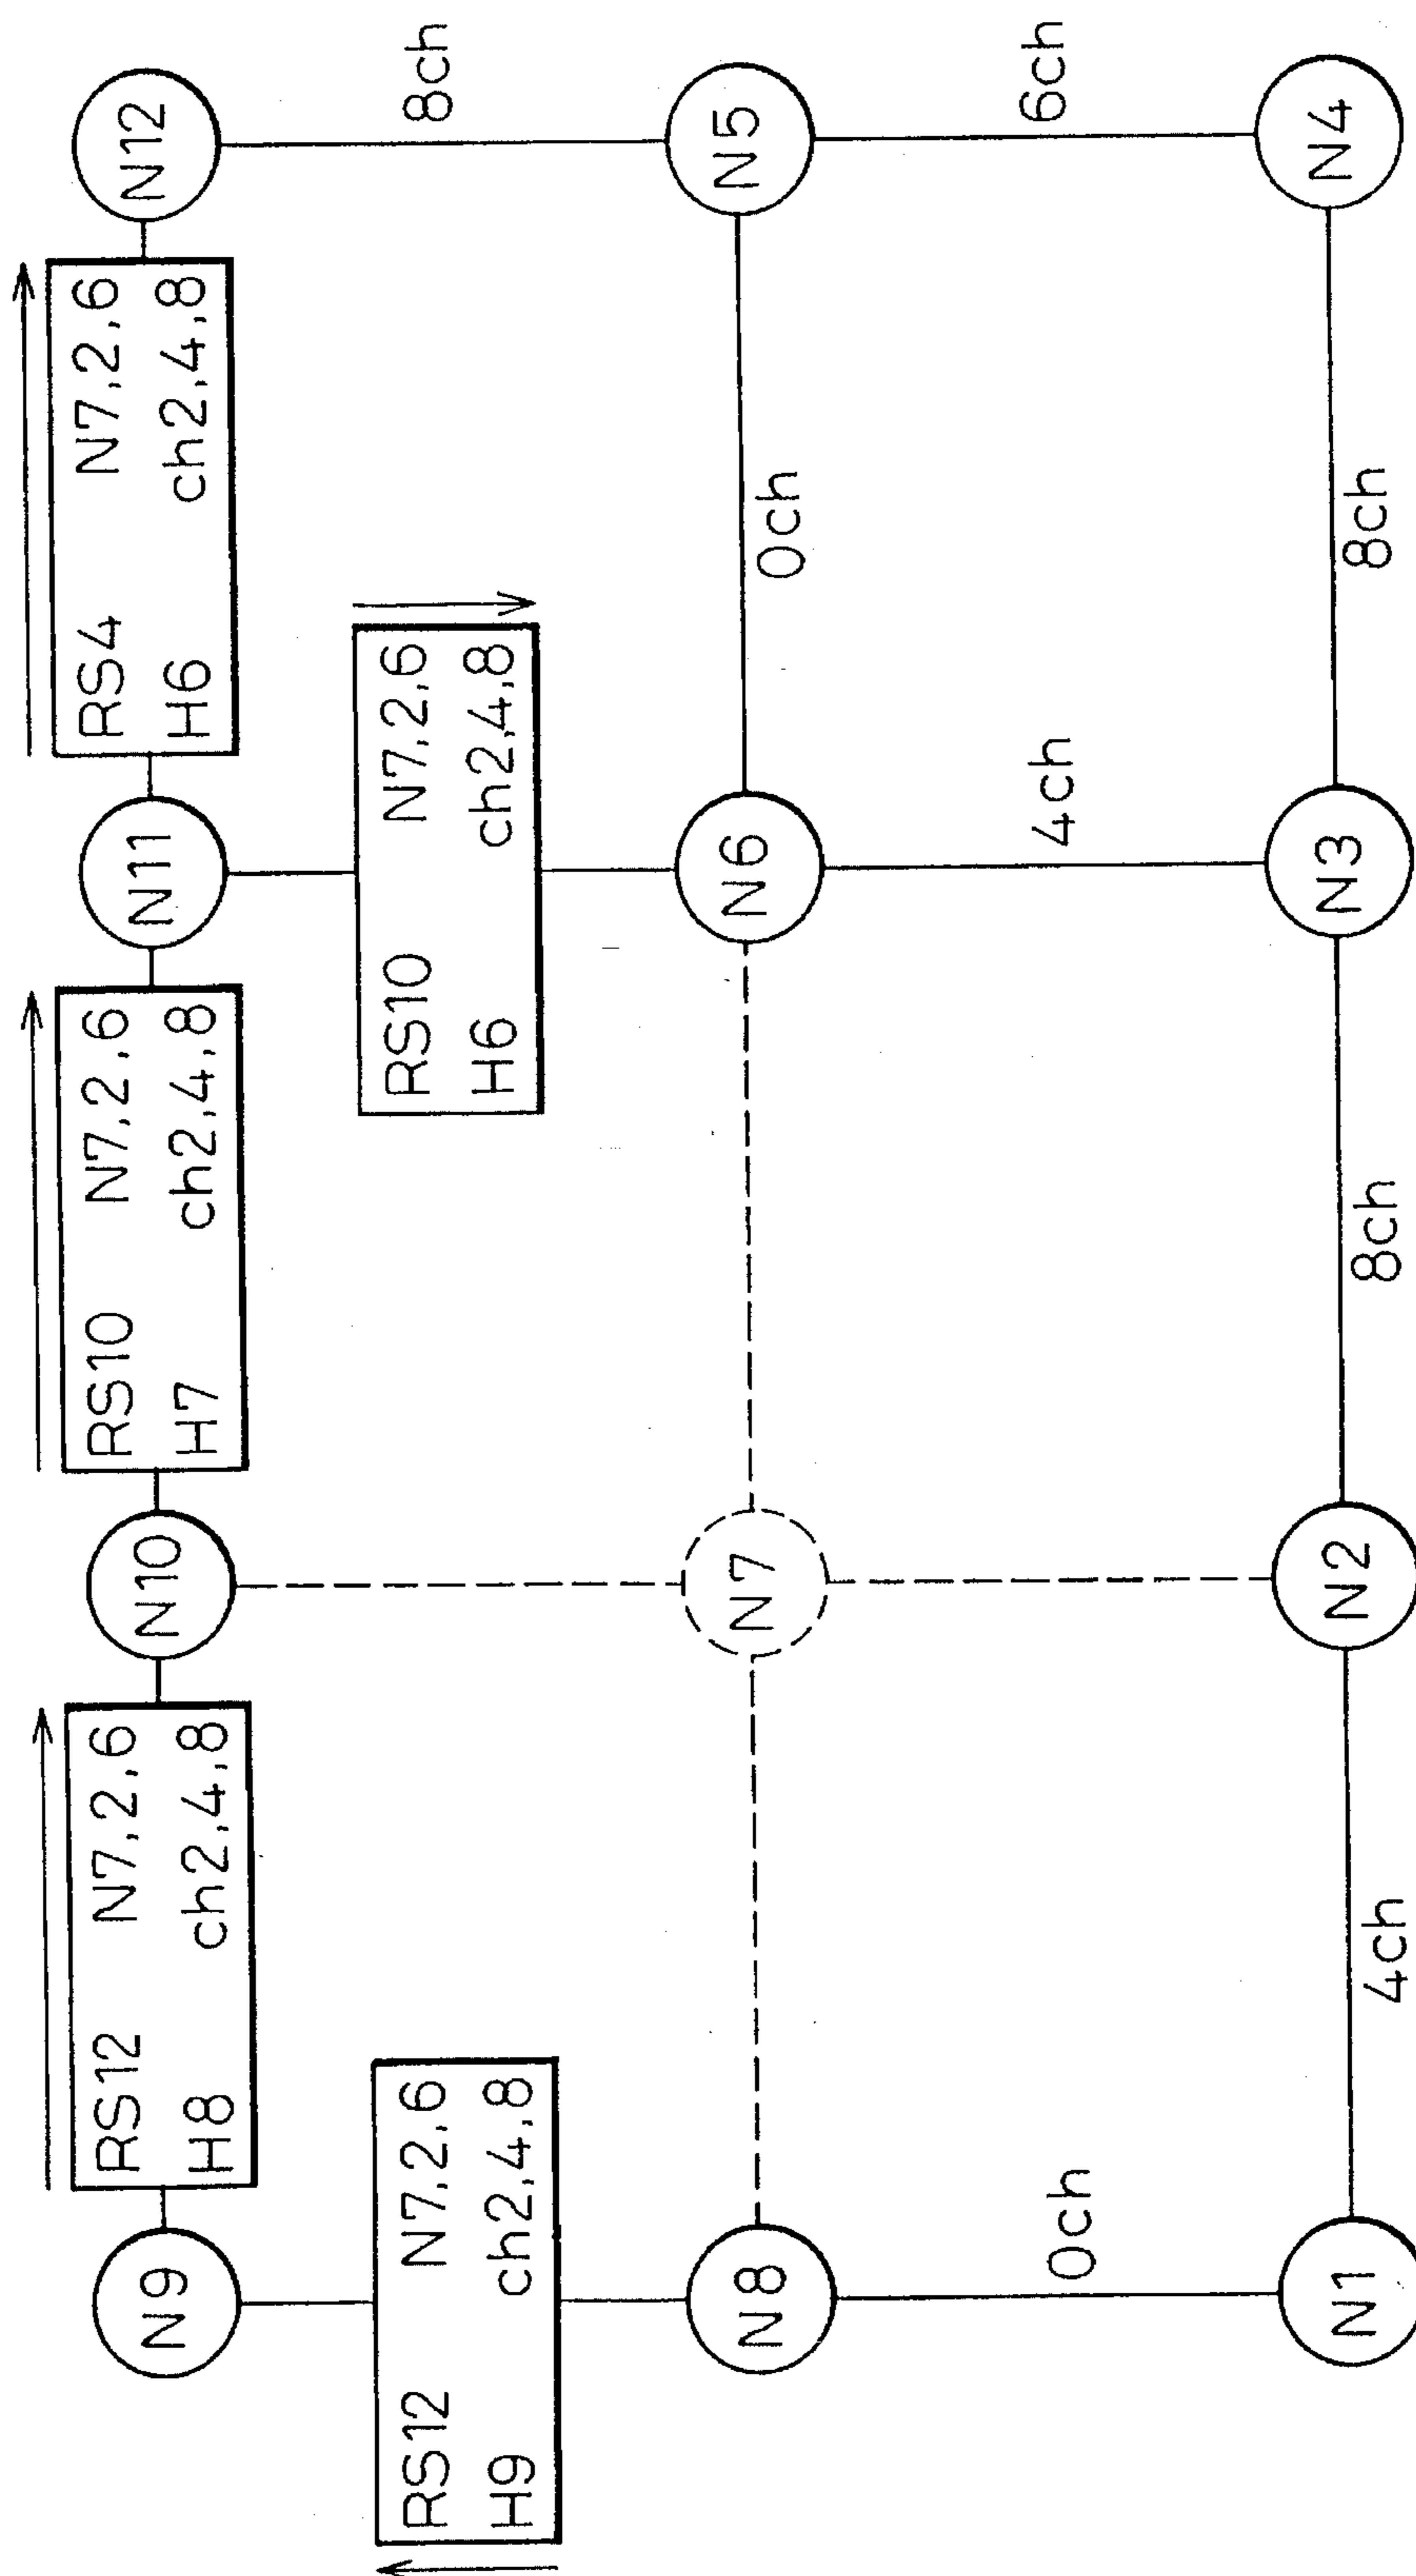 N9
RS12 N7,2,6
H8 ch2,4,8
N10
RS10 N7,2,6
H7 ch2,4,8
N11
RS4 N7,2,6
H6 ch2,4,8
N12
RS12 N7,2,6
H9 ch2,4,8
RS10 N7,2,6
H6 ch2,4,8
8ch
N8
N7
N6
0ch
N5
0ch
4ch
6ch
N1
4ch
N2
8ch
N3
8ch
N4